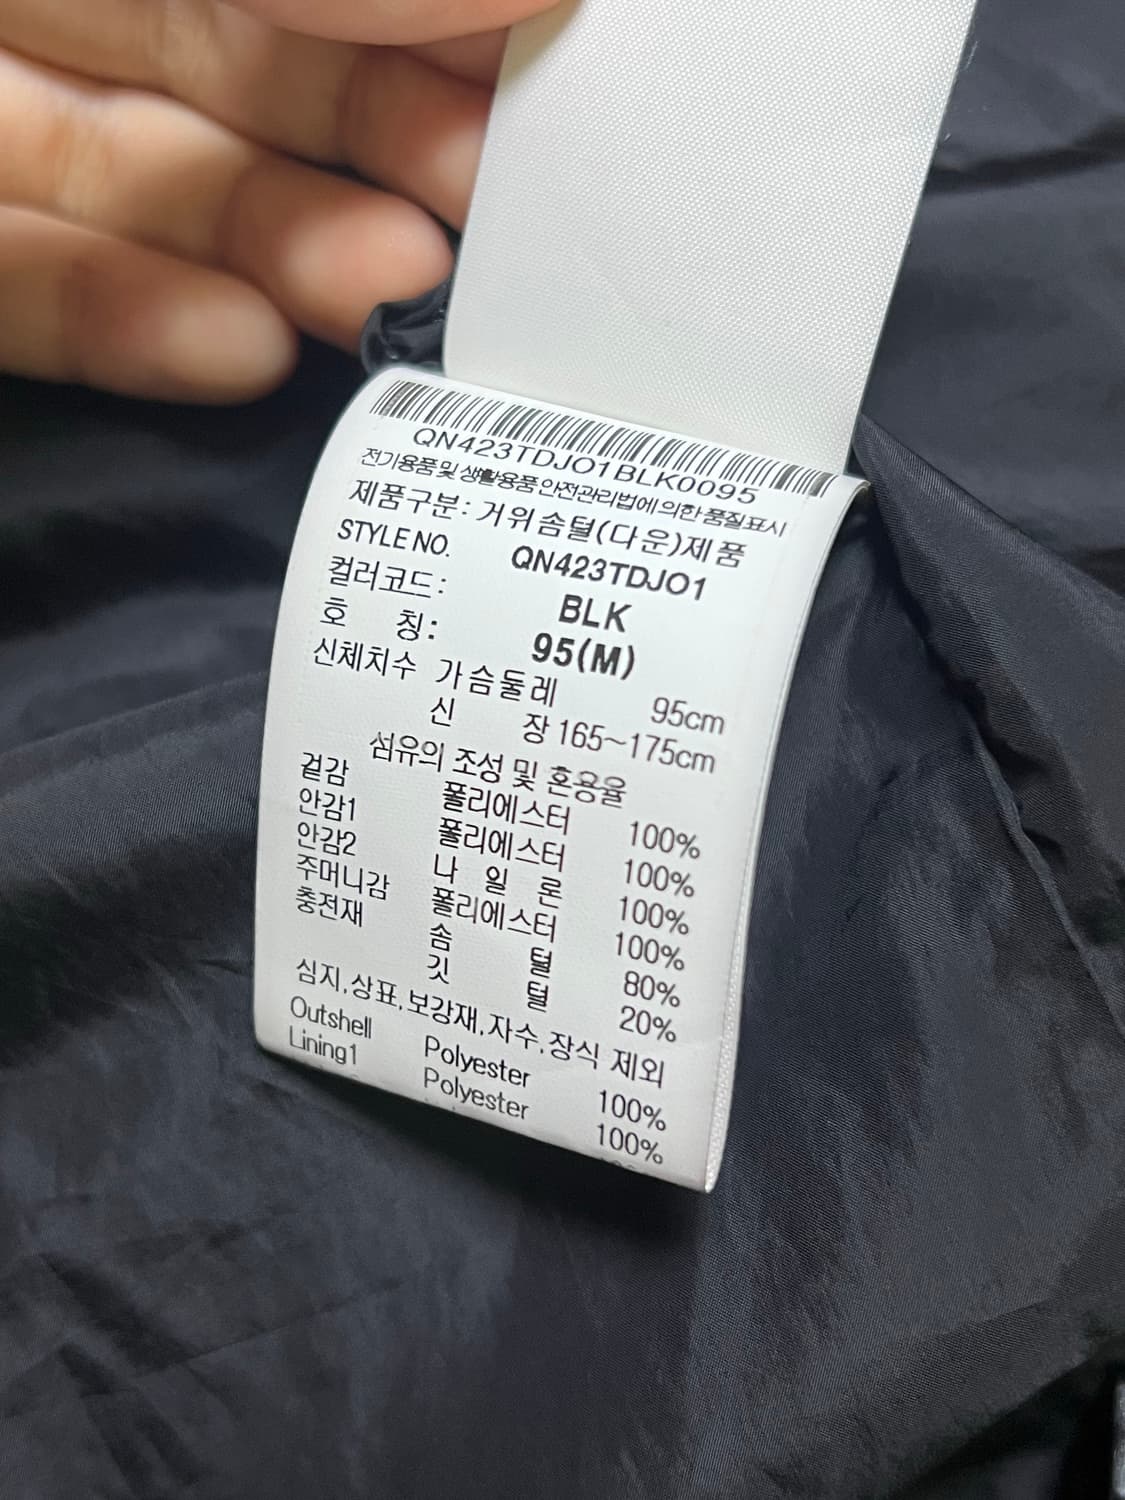 QN423TDJO1BLK0095
전기용품및 생활용품 안전관리법에 의한 품질표시
제품구분: 거위솜털(다운)제품
STYLE NO. QN423TDJO1
컬러코드: BLK
호 칭: 95(M)
신체치수 가슴둘레 95cm
신 장 165~175cm
섬유의 조성 및 혼용율
겉감 폴리에스터 100%
안감1 폴리에스터 100%
안감2 나 일 론 100%
주머니감 폴리에스터 100%
충전재 솜 털 80%
깃 털 20%
심지,상표,보강재,자수,장식 제외
Outshell Polyester 100%
Lining1 Polyester 100%